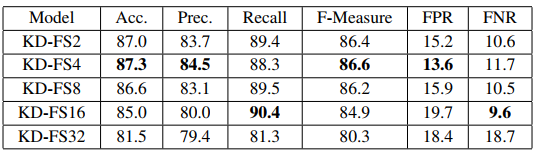 Model Acc. Prec. Recall F-Measure FPR FNR
KD-FS2 87.0 83.7 89.4 86.4 15.2 10.6
KD-FS4 87.3 84.5 88.3 86.6 13.6 11.7
KD-FS8 86.6 83.1 89.5 86.2 15.9 10.5
KD-FS16 85.0 80.0 90.4 84.9 19.7 9.6
KD-FS32 81.5 79.4 81.3 80.3 18.4 18.7